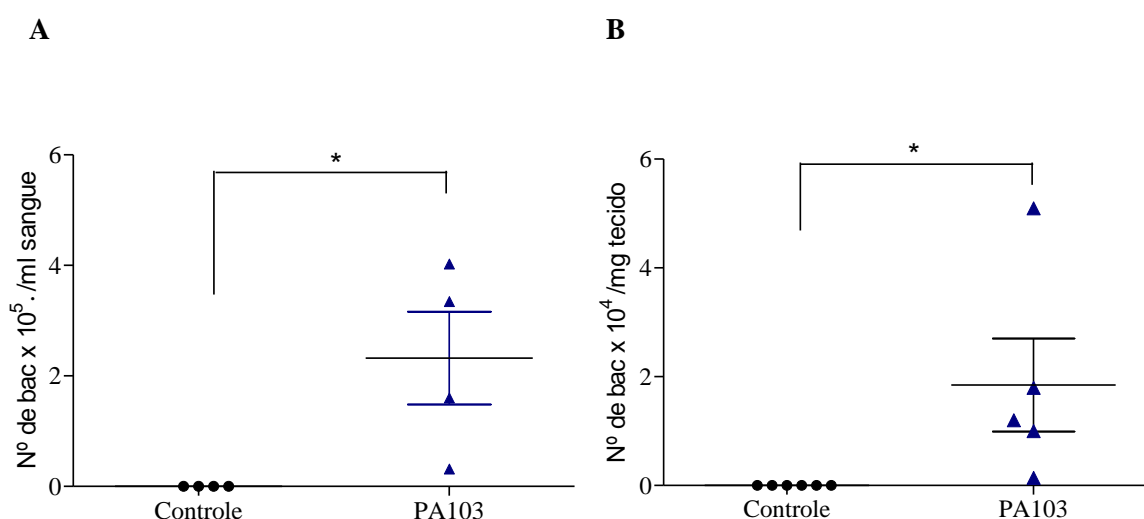 A
Nº de bac x 10⁵./ml sangue
6
4
2
0
*
Controle
PA103
B
Nº de bac x 10⁴ /mg tecido
6
4
2
0
*
Controle
PA103